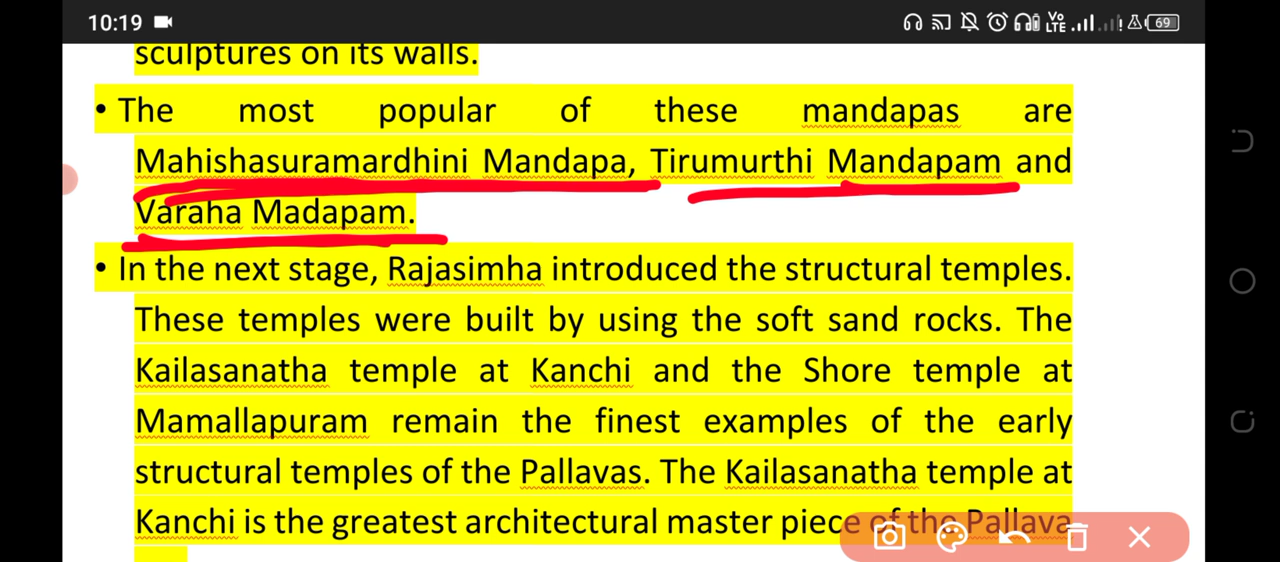 10:19 Vo LTE 69
sculptures on its walls.
• The most popular of these mandapas are
Mahishasuramardhini Mandapa, Tirumurthi Mandapam and
Varaha Madapam.
• In the next stage, Rajasimha introduced the structural temples.
These temples were built by using the soft sand rocks. The
Kailasanatha temple at Kanchi and the Shore temple at
Mamallapuram remain the finest examples of the early
structural temples of the Pallavas. The Kailasanatha temple at
Kanchi is the greatest architectural master piece of the Pallava